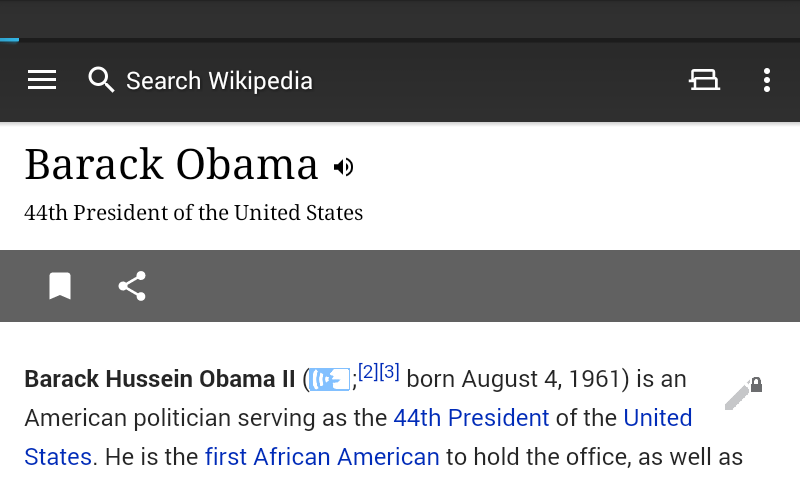 Search Wikipedia
Barack Obama
44th President of the United States
Barack Hussein Obama II (;[2][3] born August 4, 1961) is an
American politician serving as the 44th President of the United
States. He is the first African American to hold the office, as well as